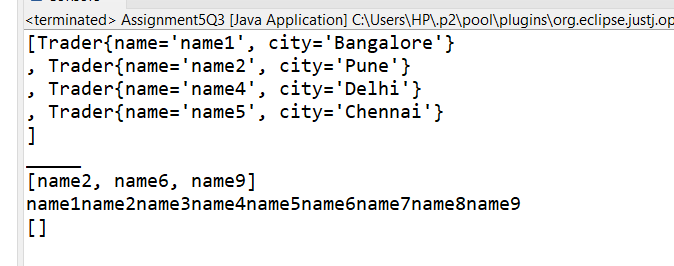 <terminated> Assignment5Q3 [Java Application] C:\Users\HP\.p2\pool\plugins\org.eclipse.justj.op
[Trader{name='name1', city='Bangalore'}
, Trader{name='name2', city='Pune'}
, Trader{name='name4', city='Delhi'}
, Trader{name='name5', city='Chennai'}
]
_____
[name2, name6, name9]
name1name2name3name4name5name6name7name8name9
[]